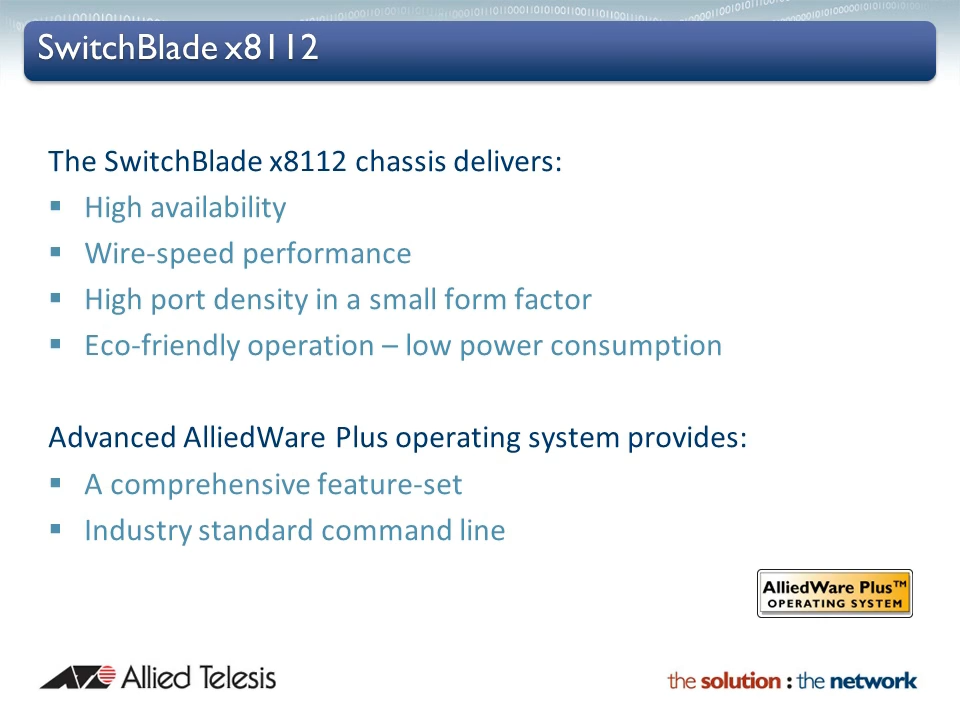 SwitchBlade x8112
The SwitchBlade x8112 chassis delivers:
▪ High availability
▪ Wire-speed performance
▪ High port density in a small form factor
▪ Eco-friendly operation – low power consumption
Advanced AlliedWare Plus operating system provides:
▪ A comprehensive feature-set
▪ Industry standard command line
AlliedWare Plus™
OPERATING SYSTEM
Allied Telesis
the solution : the network